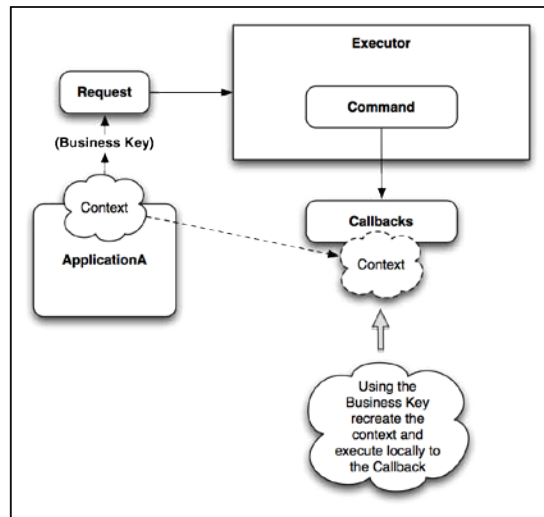 Executor
Request
Command
(Business Key)
Context
Callbacks
ApplicationA
Context
Using the
Business Key
recreate the
context and
execute locally to
the Callback